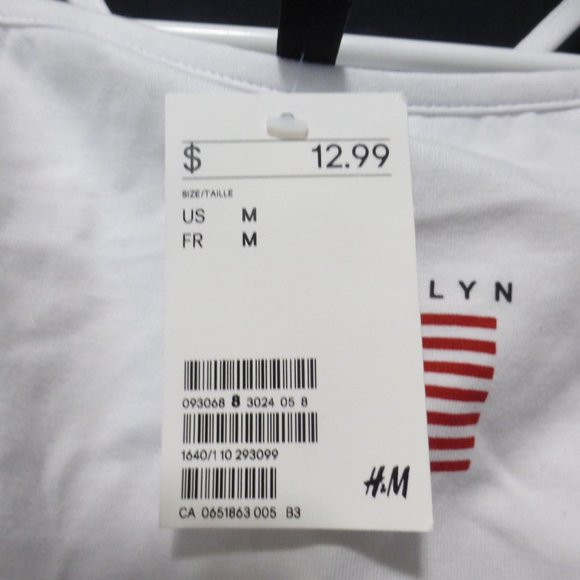 $ 12.99
SIZE/TAILLE
US M
FR M
LYN
093068 8 3024 05 8
1640/1 10 293099
H&M
CA 0651863 005 B3